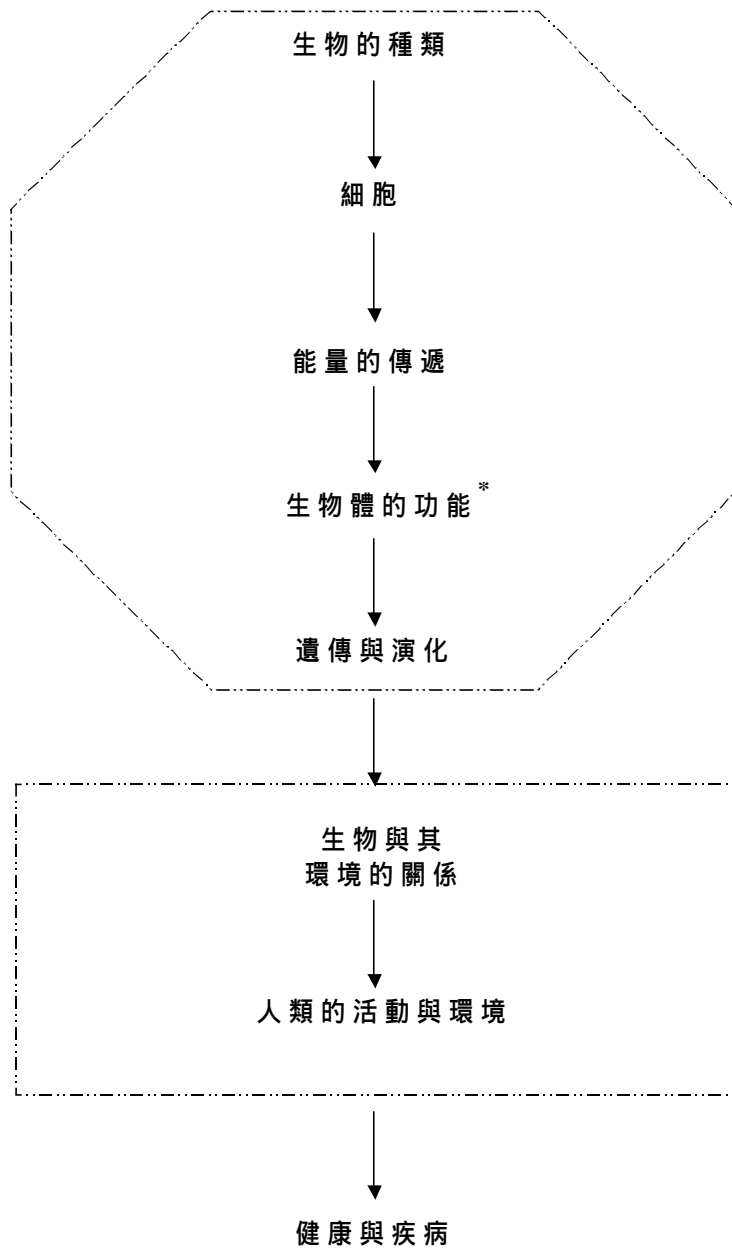 生物的種類
細胞
能量的傳遞
生物體的功能*
遺傳與演化
生物與其
環境的關係
人類的活動與環境
健康與疾病